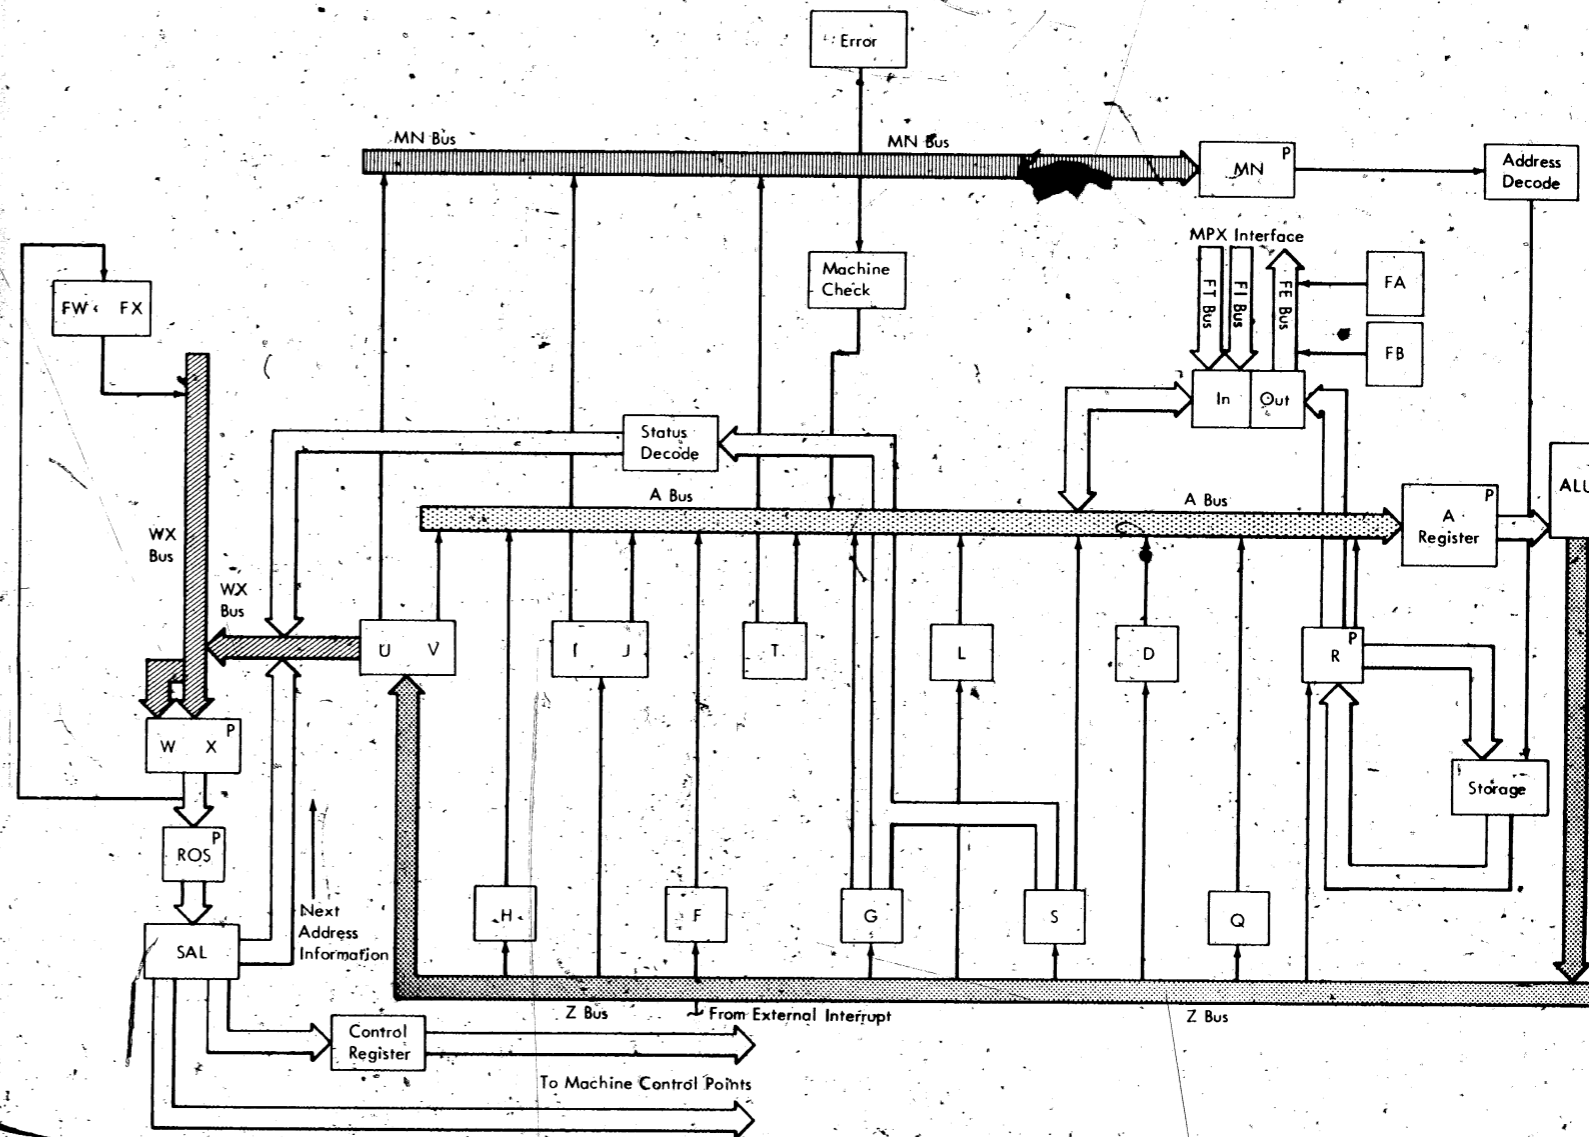 Error
MN Bus
MN Bus
P
MN
Address
Decode
MPX Interface
FT Bus
FI Bus
FE Bus
FA
FB
Machine
Check
FW FX
In Out
Status
Decode
A Bus
A Bus
P
A
Register
ALU
WX
Bus
WX
Bus
U V
I J
T
L
D
P
R
P
W X
Storage
P
ROS
H
F
G
S
Q
Next
Address
Information
SAL
Z Bus
From External Interrupt
Z Bus
Control
Register
To Machine Control Points